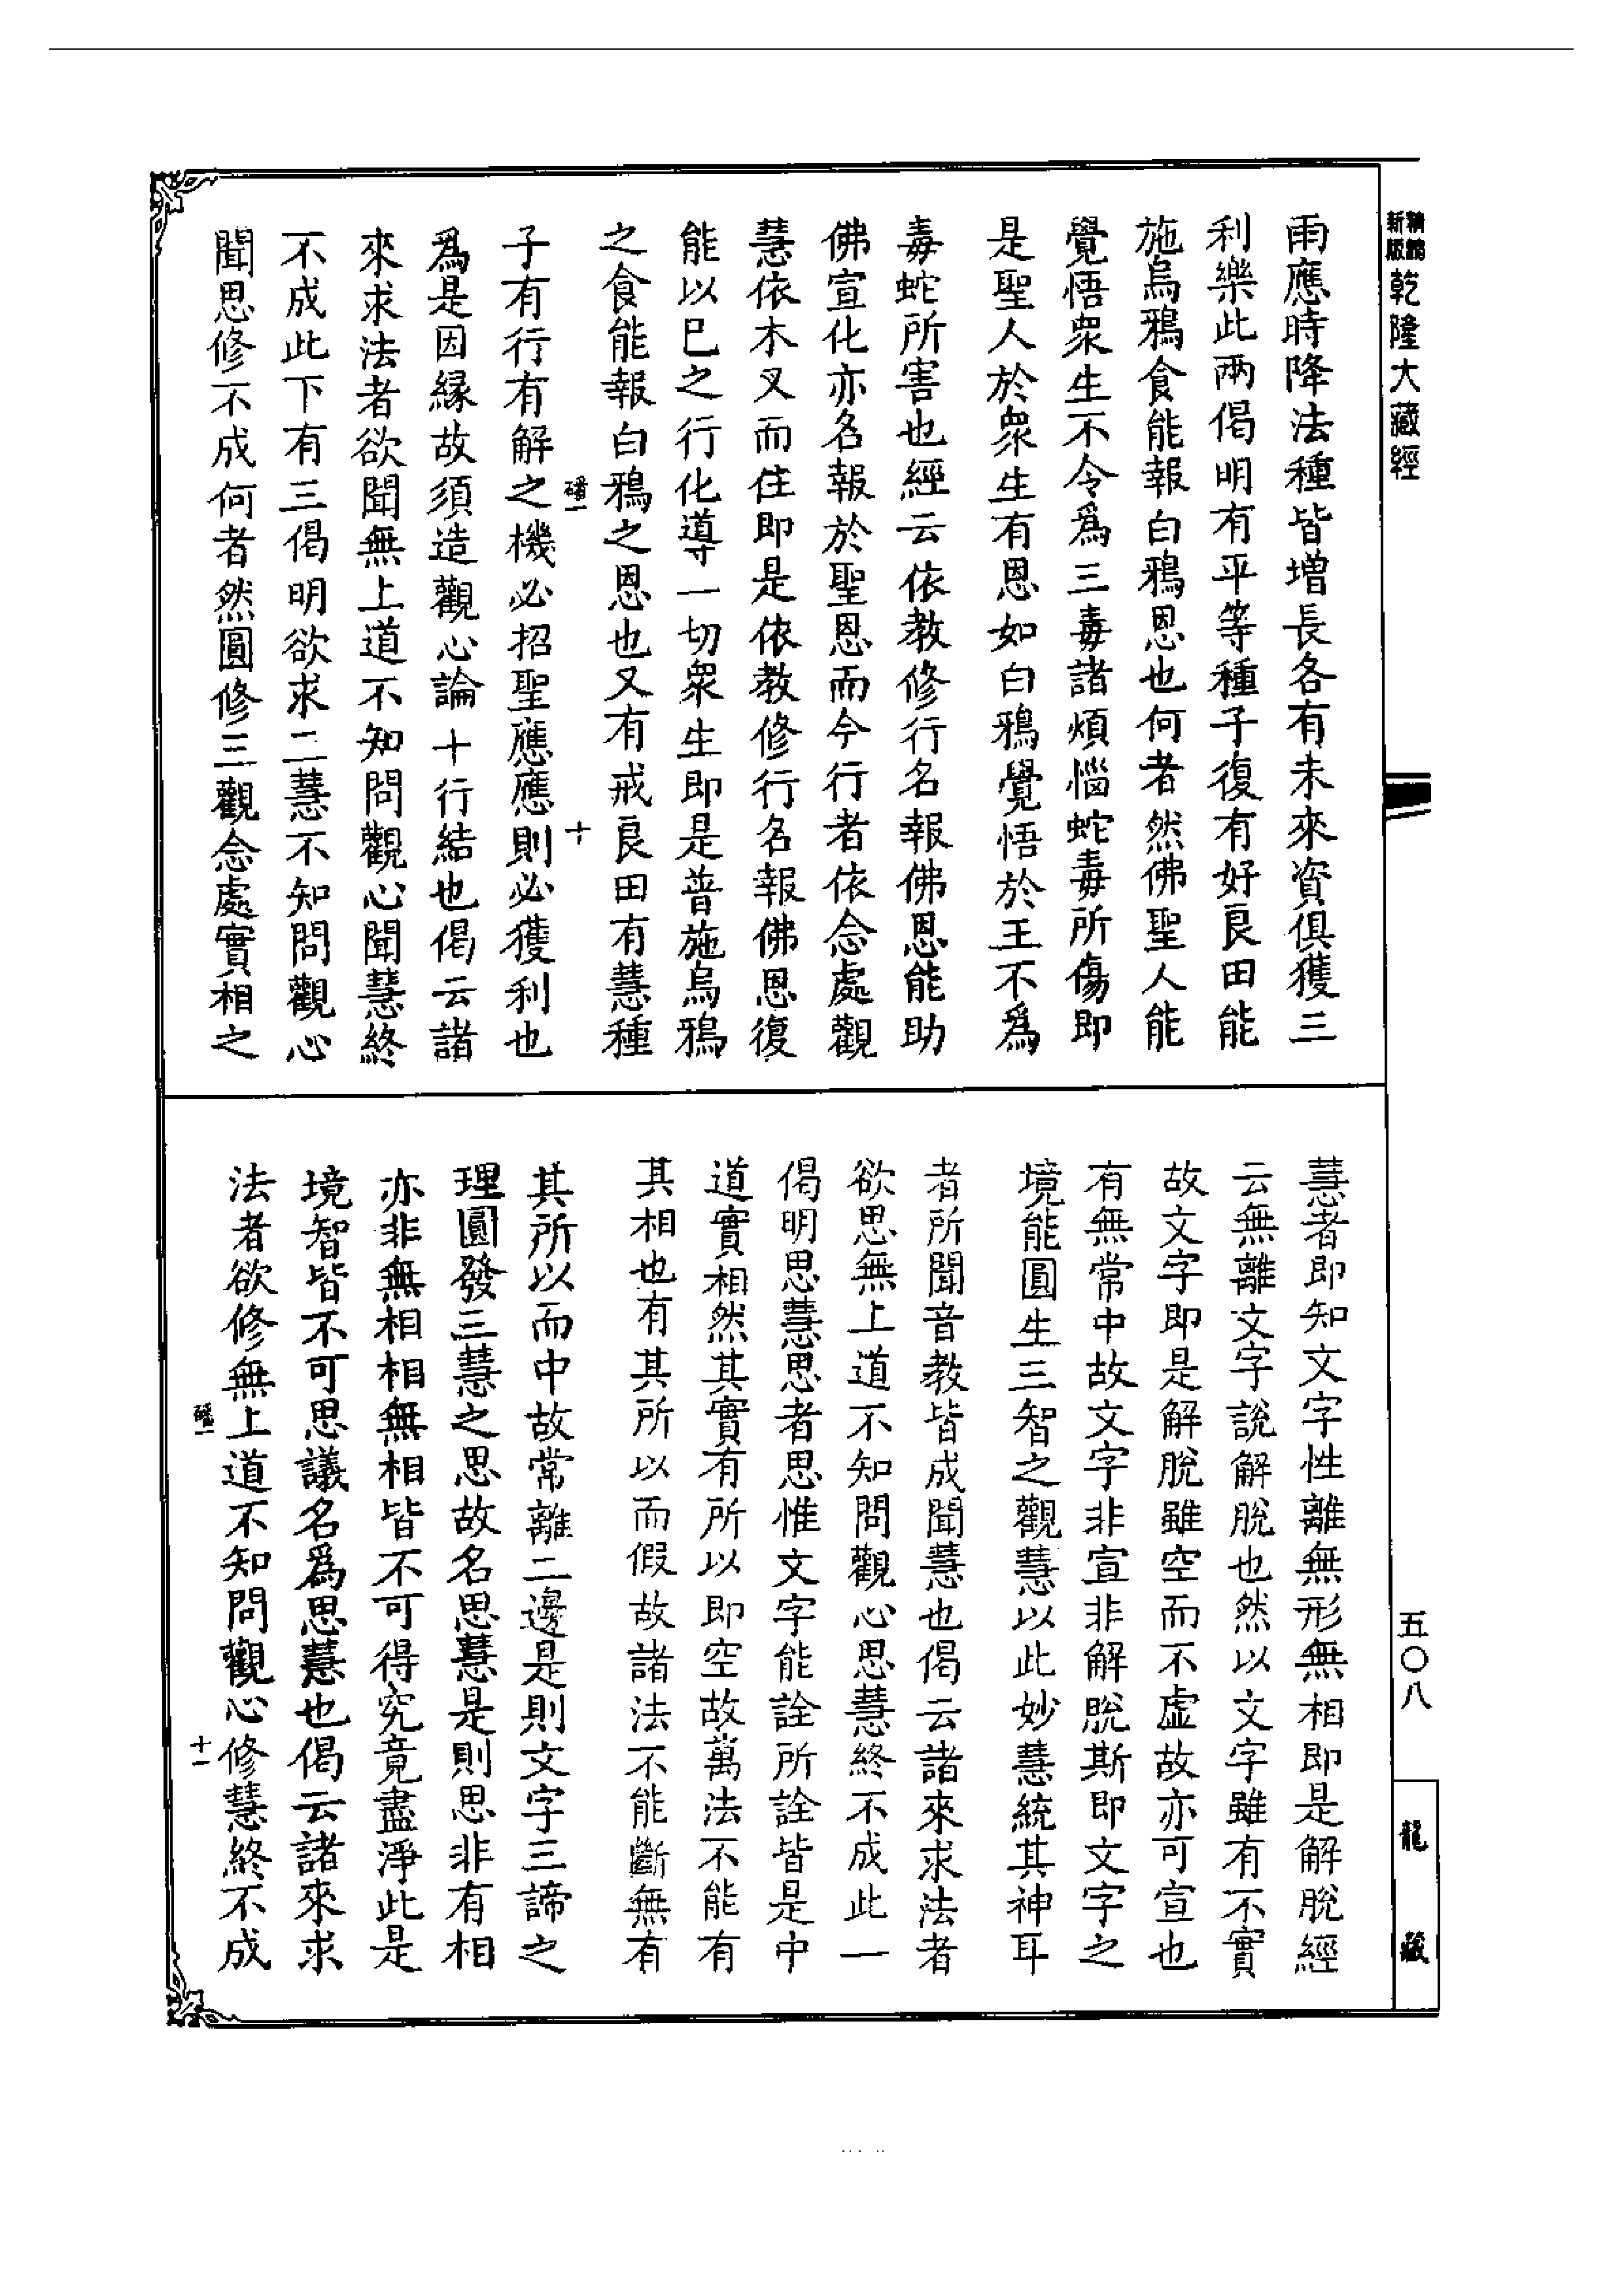 新版
精縮
乾隆大藏經
雨應時降法種皆增長各有未來資俱獲三
利樂此兩偈明有平等種子復有好良田能
施烏鴉食能報白鴉恩也何者然佛聖人能
覺悟衆生不令爲三毒諸煩惱蛇毒所傷即
是聖人於衆生有恩如白鴉覺悟於王不爲
毒蛇所害也經云依教修行名報佛恩能助
佛宣化亦名報於聖恩而今行者依念處觀
慧依木叉而住即是依教修行名報佛恩復
能以巳之行化導一切衆生即是普施烏鴉
之食能報白鴉之恩也又有戒良田有慧種
子有行有解之機必招聖應應則必獲利也
爲是因緣故須造觀心論十行結也偈云諸
來求法者欲聞無上道不知問觀心聞慧終
不成此下有三偈明欲求二慧不知問觀心
聞思修不成何者然圓修三觀念處實相之
十
慧者即知文字性離無形無相即是解脫經
云無離文字說解脫也然以文字雖有不實
故文字即是解脫雖空而不虛故亦可宣也
有無常中故文字非宣非解脫斯即文字之
境能圓生三智之觀慧以此妙慧統其神耳
者所聞音教皆成聞慧也偈云諸來求法者
欲思無上道不知問觀心思慧終不成此一
偈明思慧思者思惟文字能詮所詮皆是中
道實相然其實有所以即空故萬法不能有
其相也有其所以而假故諸法不能斷無有
其所以而中故常離二邊是則文字三諦之
理圓發三慧之思故名思慧是則思非有相
亦非無相相無相皆不可得究竟盡淨此是
境智皆不可思議名爲思慧也偈云諸來求
法者欲修無上道不知問觀心修慧終不成
十一
五〇八
龍藏